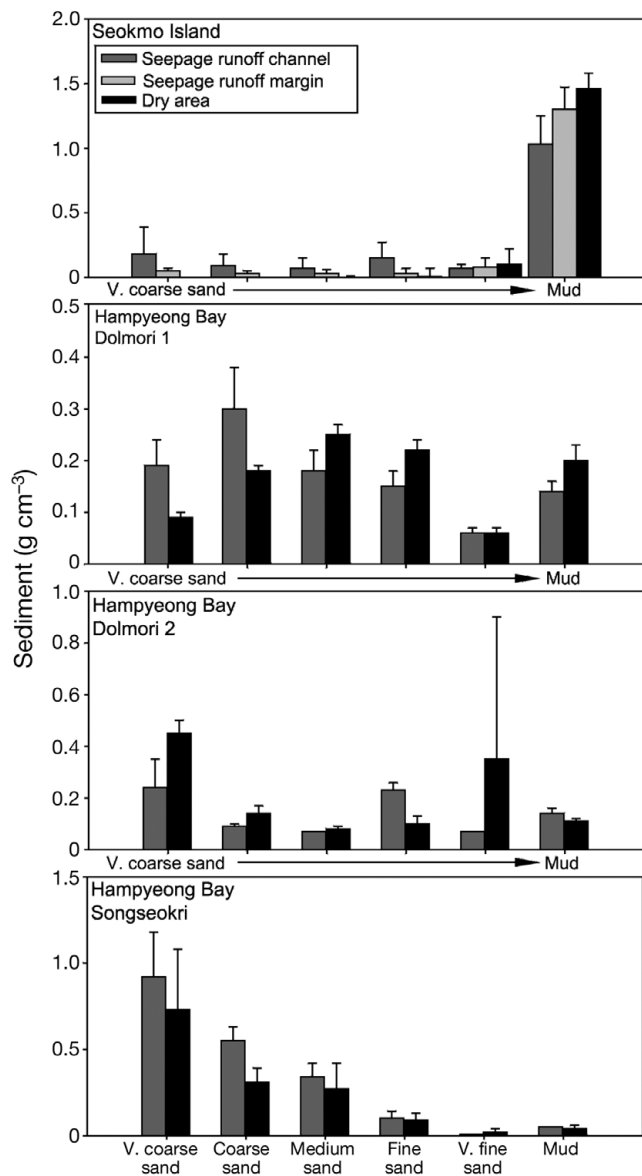 Sediment (g cm⁻³)
2.0
1.5
1.0
0.5
0
Seokmo Island
Seepage runoff channel
Seepage runoff margin
Dry area
V. coarse sand
Mud
0.5
0.4
0.3
0.2
0.1
0
Hampyeong Bay
Dolmori 1
V. coarse sand
Mud
1.0
0.8
0.6
0.4
0.2
0
Hampyeong Bay
Dolmori 2
V. coarse sand
Mud
1.5
1.0
0.5
0
Hampyeong Bay
Songseokri
V. coarse
sand
Coarse
sand
Medium
sand
Fine
sand
V. fine
sand
Mud